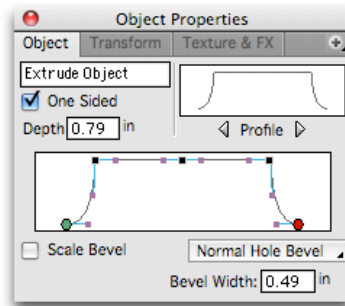 Object Properties
Object Transform Texture & FX
Extrude Object
One Sided
Depth 0.79 in
Profile
Scale Bevel
Normal Hole Bevel
Bevel Width: 0.49 in